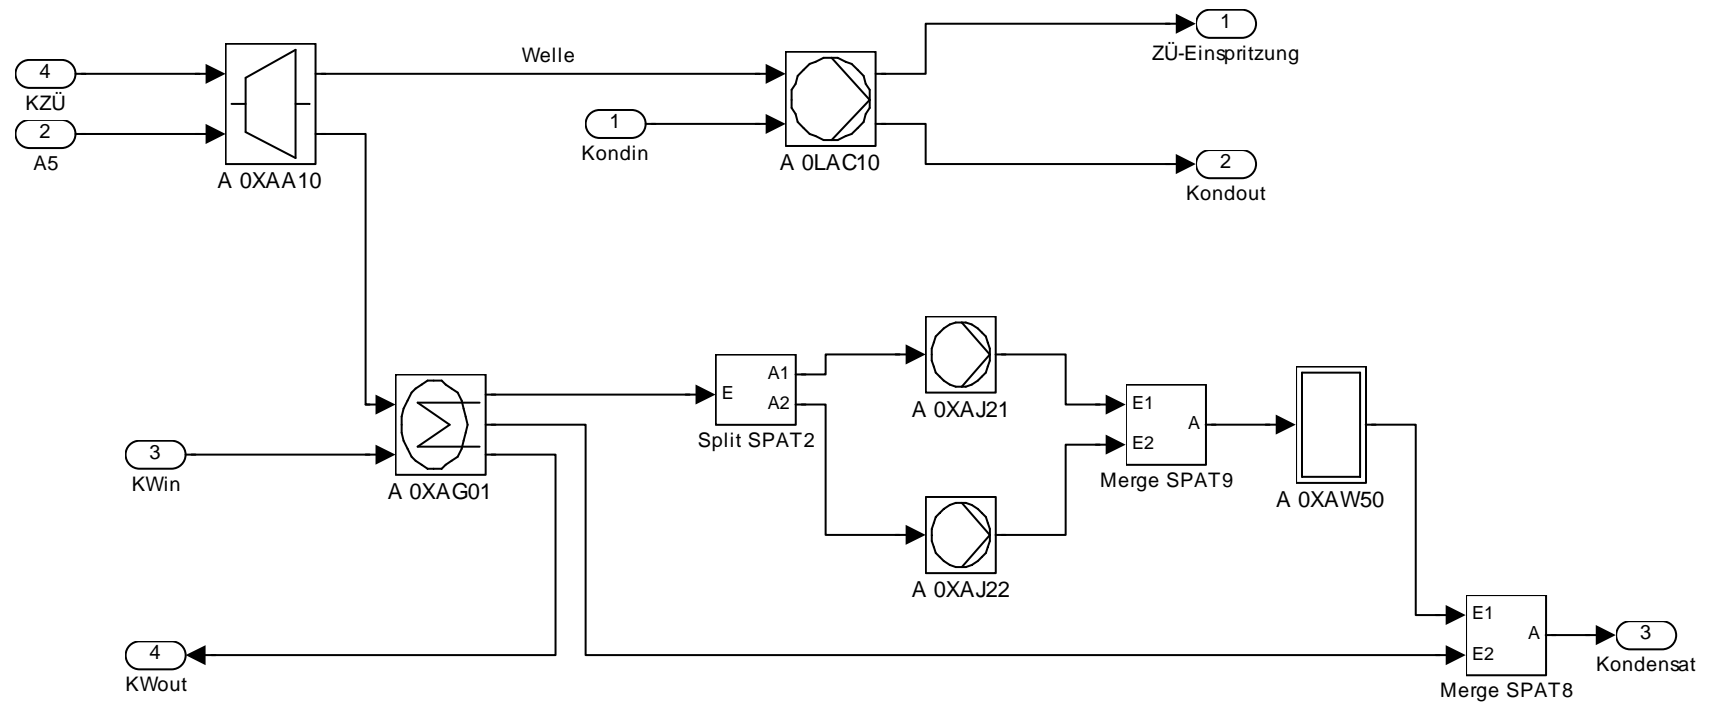 1
ZÜ-Einspritzung
Welle
4
KZÜ
2
A5
A 0XAA10
1
Kondin
A 0LAC10
2
Kondout
A 0XAJ21
E
A1
A2
Split SPAT2
E1
E2
A
Merge SPAT9
A 0XAW50
3
KWin
A 0XAG01
A 0XAJ22
4
KWout
E1
E2
A
Merge SPAT8
3
Kondensat